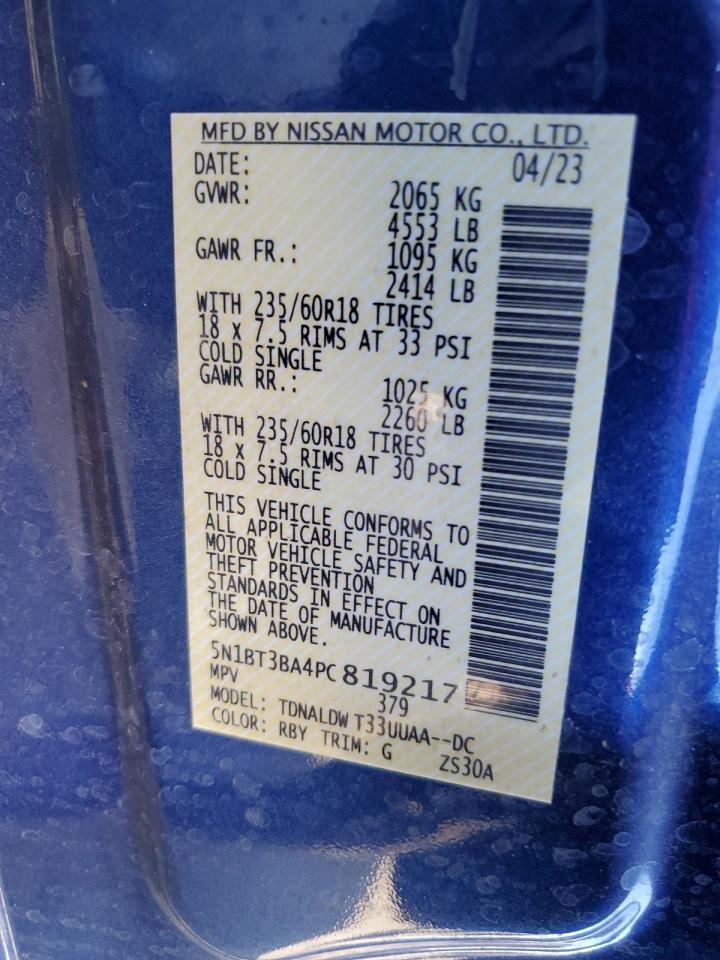 MFD BY NISSAN MOTOR CO., LTD.
DATE: 04/23
GVWR: 2065 KG
4553 LB
GAWR FR.: 1095 KG
2414 LB
WITH 235/60R18 TIRES
18 x 7.5 RIMS AT 33 PSI
COLD SINGLE
GAWR RR.: 1025 KG
2260 LB
WITH 235/60R18 TIRES
18 x 7.5 RIMS AT 30 PSI
COLD SINGLE
THIS VEHICLE CONFORMS TO
ALL APPLICABLE FEDERAL
MOTOR VEHICLE SAFETY AND
THEFT PREVENTION
STANDARDS IN EFFECT ON
THE DATE OF MANUFACTURE
SHOWN ABOVE.
5N1BT3BA4PC819217
MPV 379
MODEL: TDNALDW T33UUAA--DC
COLOR: RBY TRIM: G ZS30A